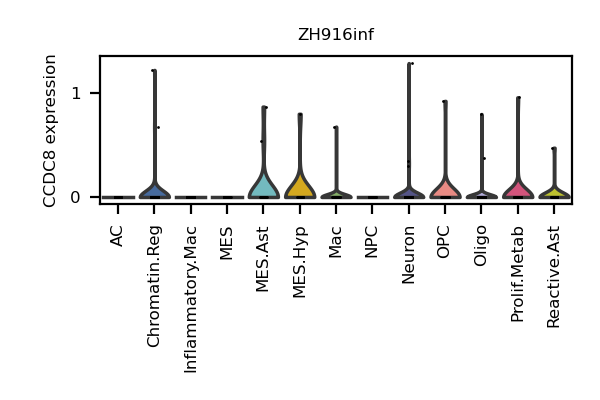 ZH916inf
CCDC8 expression
1
0
AC
Chromatin.Reg
Inflammatory.Mac
MES
MES.Ast
MES.Hyp
Mac
NPC
Neuron
OPC
Oligo
Prolif.Metab
Reactive.Ast